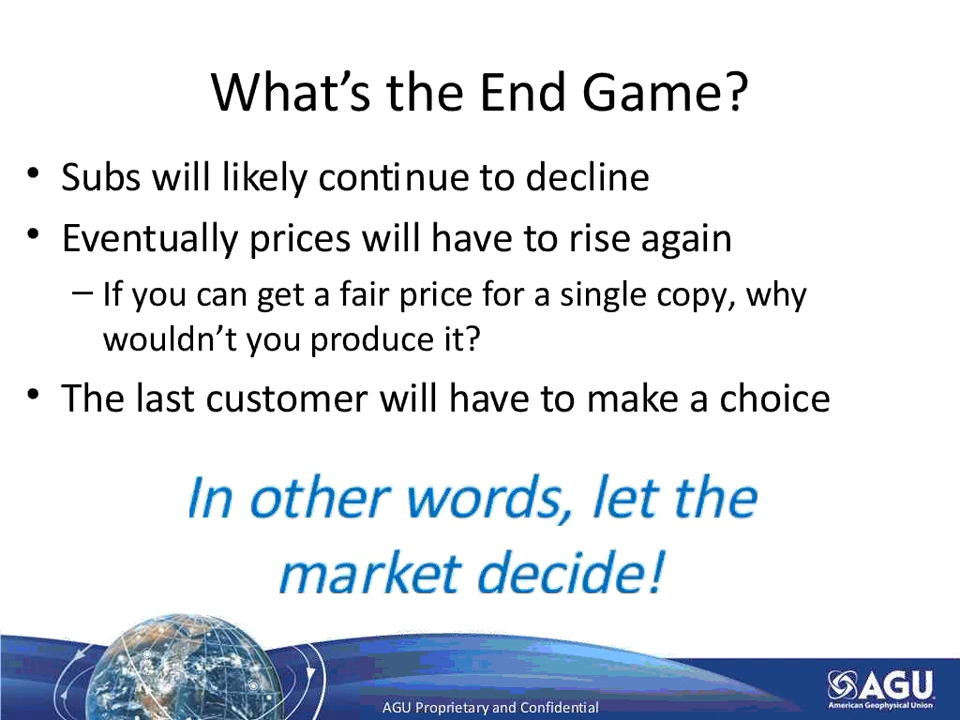 What’s the End Game?
• Subs will likely continue to decline
• Eventually prices will have to rise again
– If you can get a fair price for a single copy, why
wouldn’t you produce it?
• The last customer will have to make a choice
In other words, let the
market decide!
AGU Proprietary and Confidential
AGU
American Geophysical Union